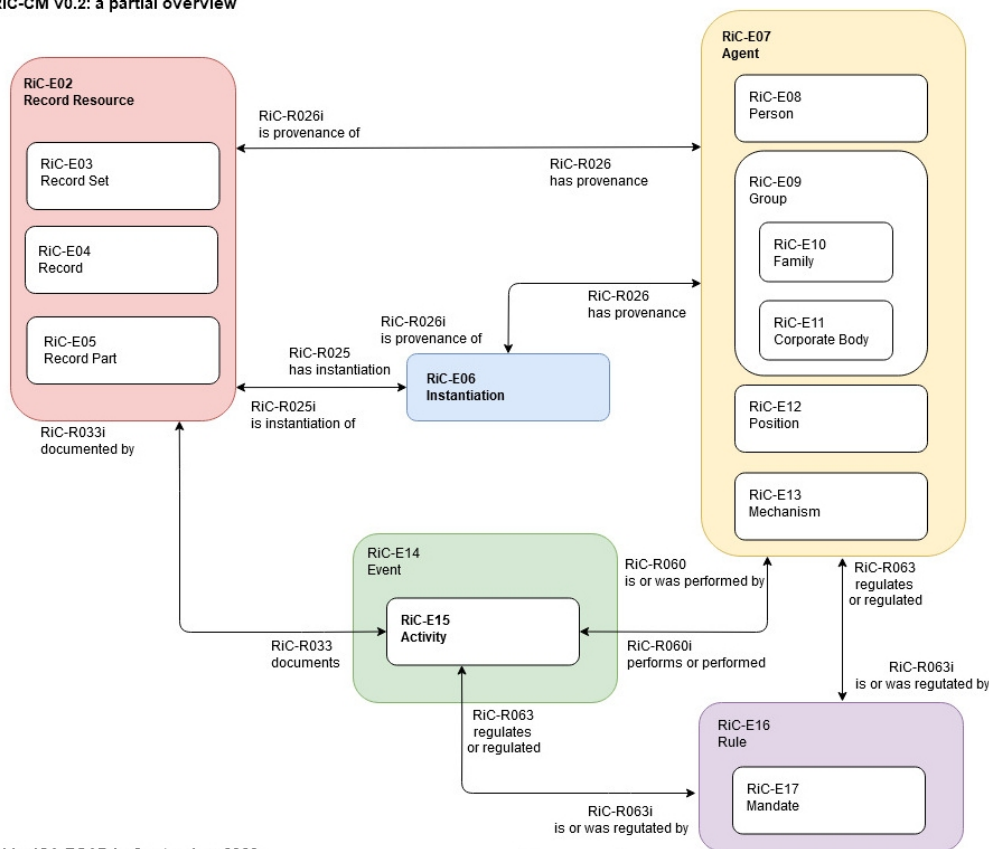 RiC-CM v0.2: a partial overview
RiC-E02
Record Resource
RiC-E03
Record Set
RiC-E04
Record
RiC-E05
Record Part
RiC-R026i
is provenance of
RiC-R026
has provenance
RiC-E07
Agent
RiC-E08
Person
RiC-E09
Group
RiC-E10
Family
RiC-E11
Corporate Body
RiC-E12
Position
RiC-E13
Mechanism
RiC-R026
has provenance
RiC-R026i
is provenance of
RiC-R025
has instantiation
RiC-R025i
is instantiation of
RiC-E06
Instantiation
RiC-R033i
documented by
RiC-R033
documents
RiC-E14
Event
RiC-E15
Activity
RiC-R060
is or was performed by
RiC-R060i
performs or performed
RiC-R063
regulates
or regulated
RiC-R063i
is or was regutated by
RiC-R063
regulates
or regulated
RiC-R063i
is or was regutated by
RiC-E16
Rule
RiC-E17
Mandate